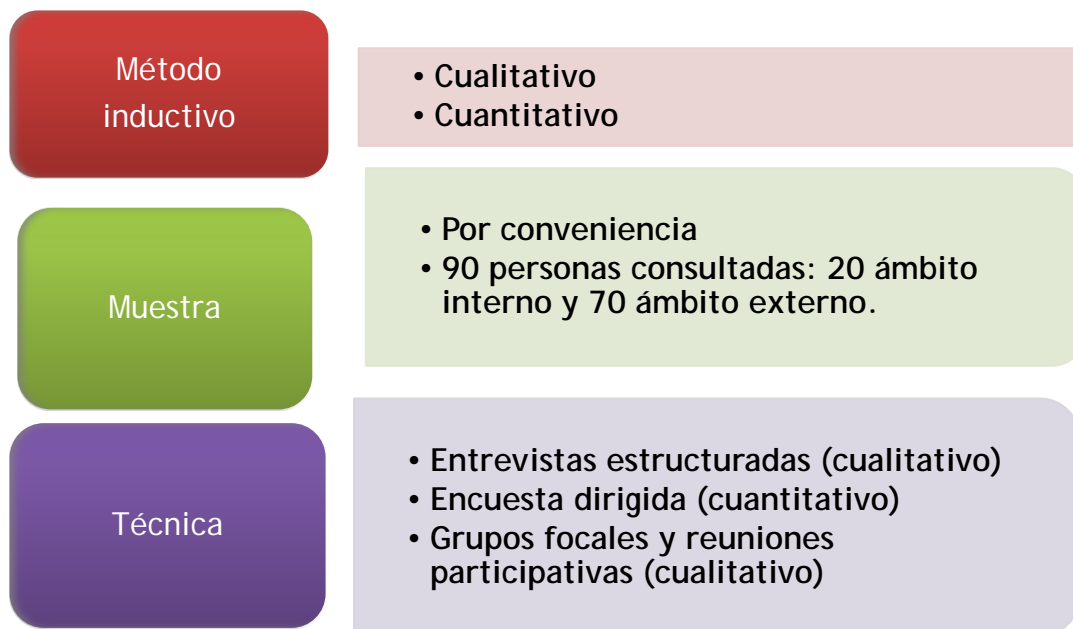 Método
inductivo
• Cualitativo
• Cuantitativo
Muestra
• Por conveniencia
• 90 personas consultadas: 20 ámbito
interno y 70 ámbito externo.
Técnica
• Entrevistas estructuradas (cualitativo)
• Encuesta dirigida (cuantitativo)
• Grupos focales y reuniones
participativas (cualitativo)